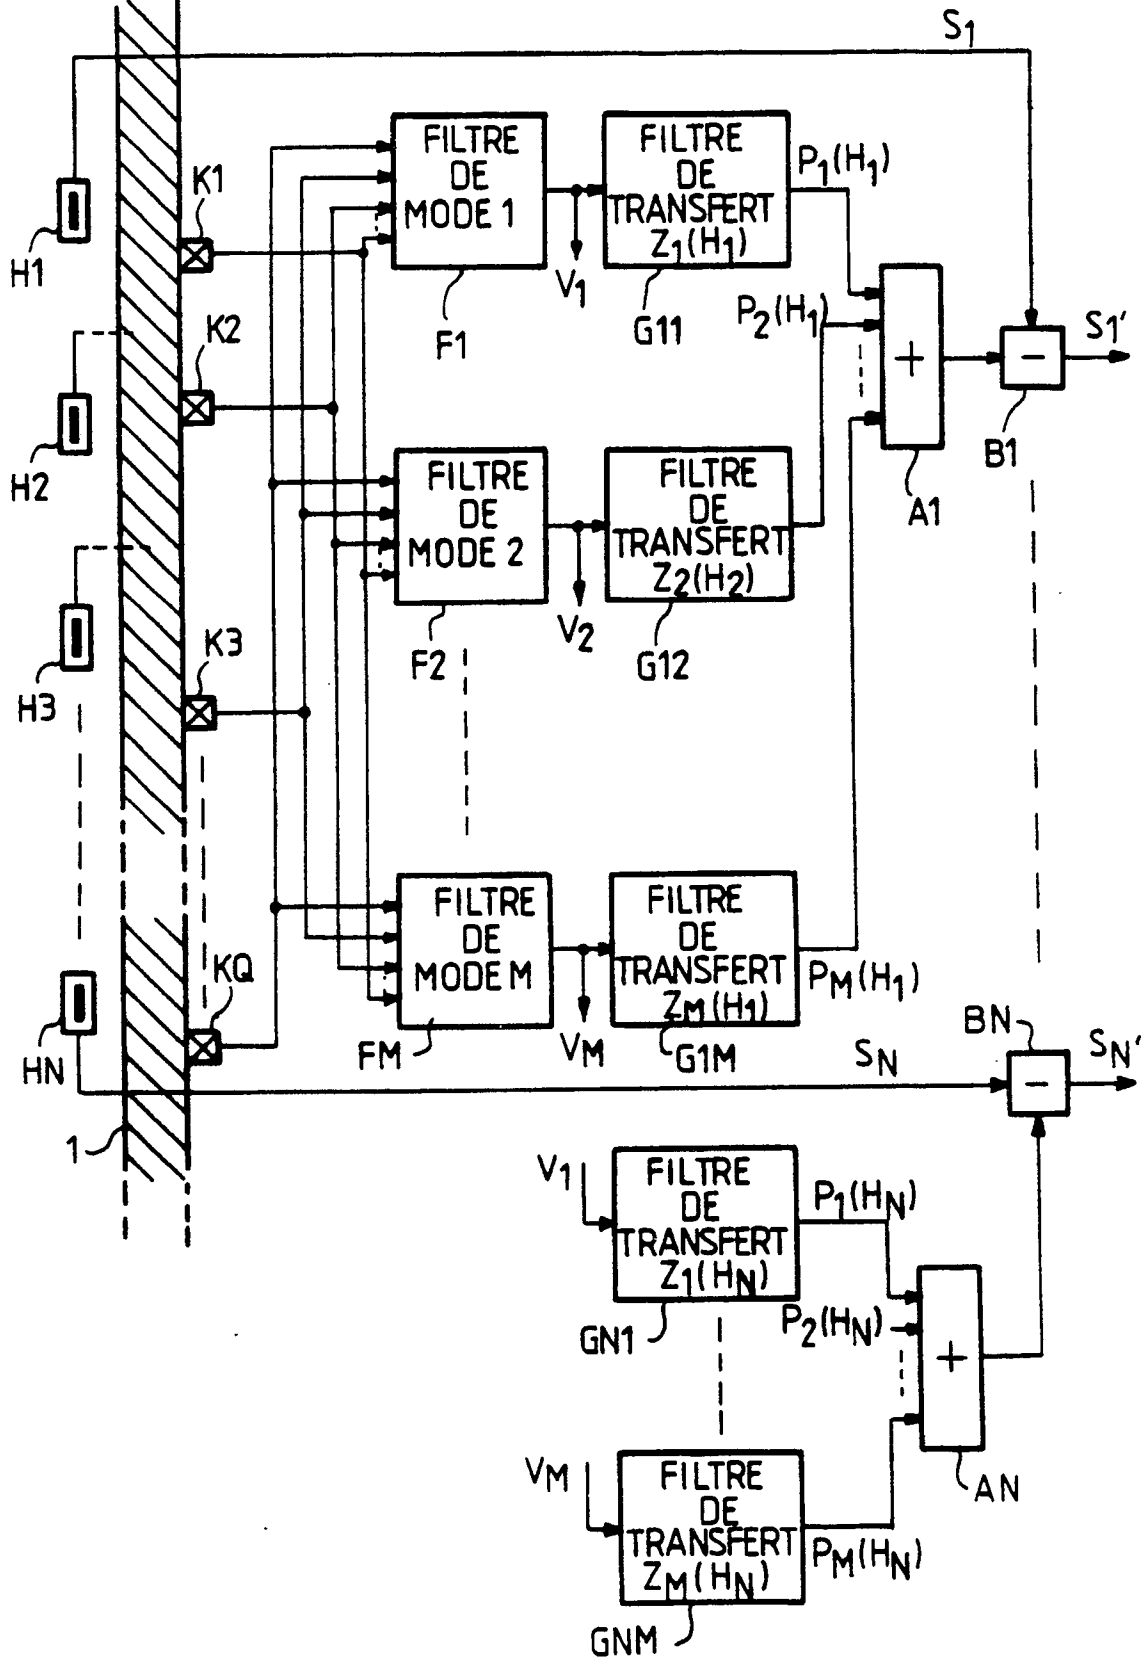 S1
H1
K1
FILTRE
DE
MODE 1
F1
V1
FILTRE
DE
TRANSFERT
Z1(H1)
G11
P1(H1)
P2(H1)
+
A1
−
B1
S1'
H2
K2
FILTRE
DE
MODE 2
F2
V2
FILTRE
DE
TRANSFERT
Z2(H2)
G12
H3
K3
HN
KQ
FILTRE
DE
MODE M
FM
VM
FILTRE
DE
TRANSFERT
ZM(H1)
G1M
PM(H1)
SN
BN
−
SN'
1
V1
FILTRE
DE
TRANSFERT
Z1(HN)
GN1
P1(HN)
P2(HN)
+
AN
VM
FILTRE
DE
TRANSFERT
ZM(HN)
GNM
PM(HN)